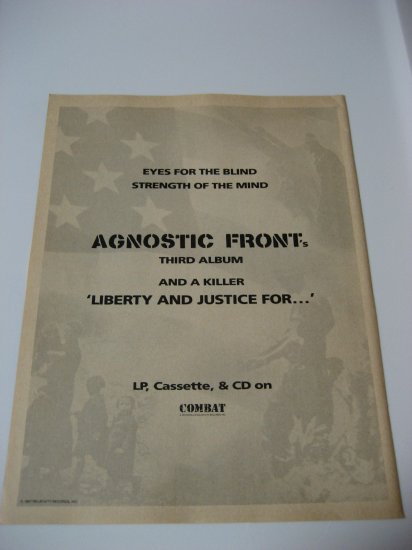 EYES FOR THE BLIND
STRENGTH OF THE MIND
AGNOSTIC FRONTs
THIRD ALBUM
AND A KILLER
'LIBERTY AND JUSTICE FOR...'
LP, Cassette, & CD on
COMBAT